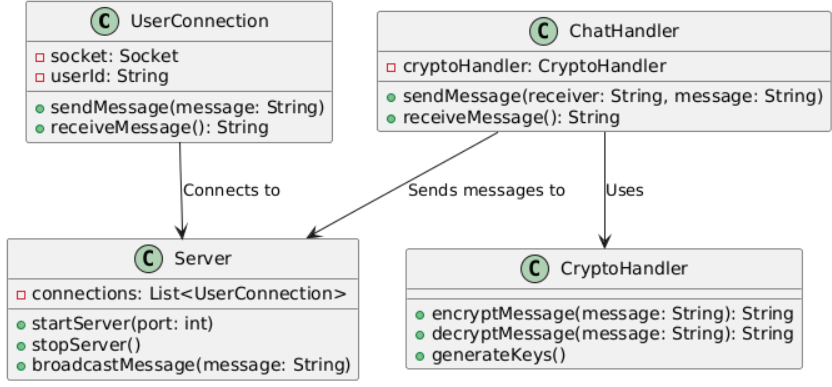 C UserConnection
socket: Socket
userId: String
sendMessage(message: String)
receiveMessage(): String
C ChatHandler
cryptoHandler: CryptoHandler
sendMessage(receiver: String, message: String)
receiveMessage(): String
Connects to
Sends messages to
Uses
C Server
connections: List<UserConnection>
startServer(port: int)
stopServer()
broadcastMessage(message: String)
C CryptoHandler
encryptMessage(message: String): String
decryptMessage(message: String): String
generateKeys()